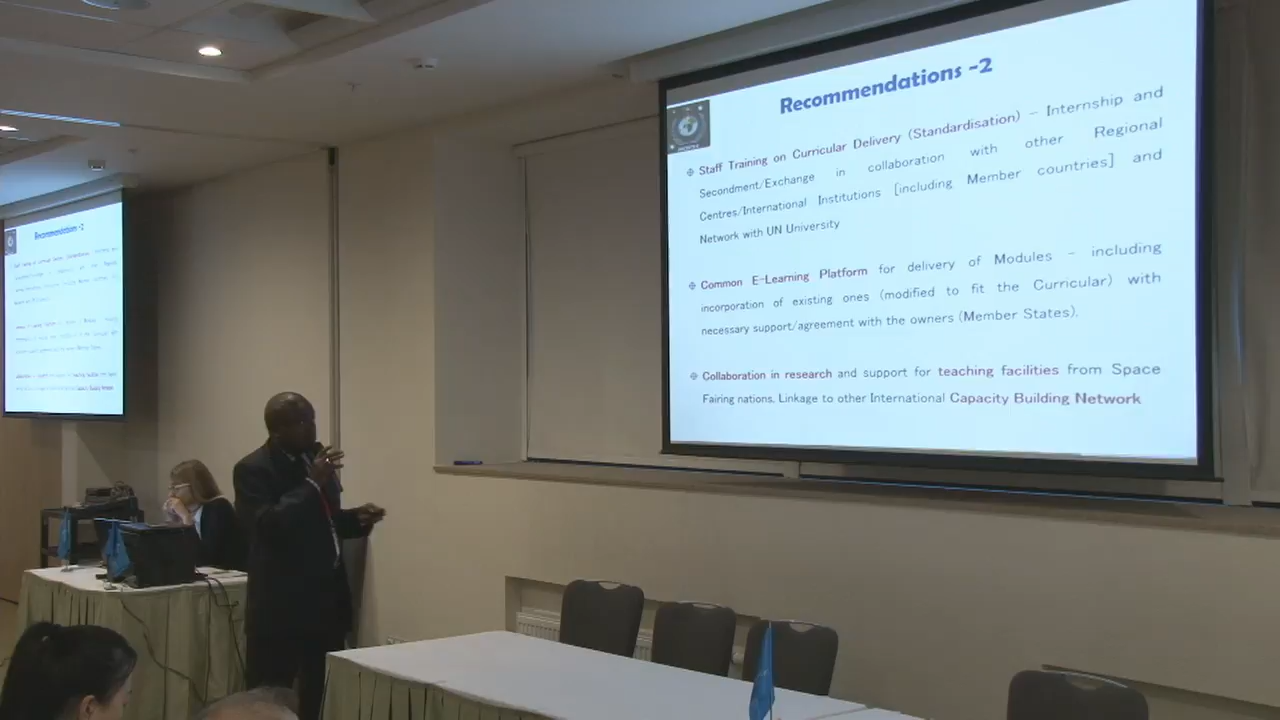 Recommendations -2
Staff Training on Curricular Delivery (Standardisation) – Internship and
Secondment/Exchange in collaboration with other Regional
Centres/International Institutions [including Member countries] and
Network with UN University
Common E-Learning Platform for delivery of Modules – including
incorporation of existing ones (modified to fit the Curricular) with
necessary support/agreement with the owners (Member States).
Collaboration in research and support for teaching facilities from Space
Fairing nations. Linkage to other International Capacity Building Network
Recommendations -2